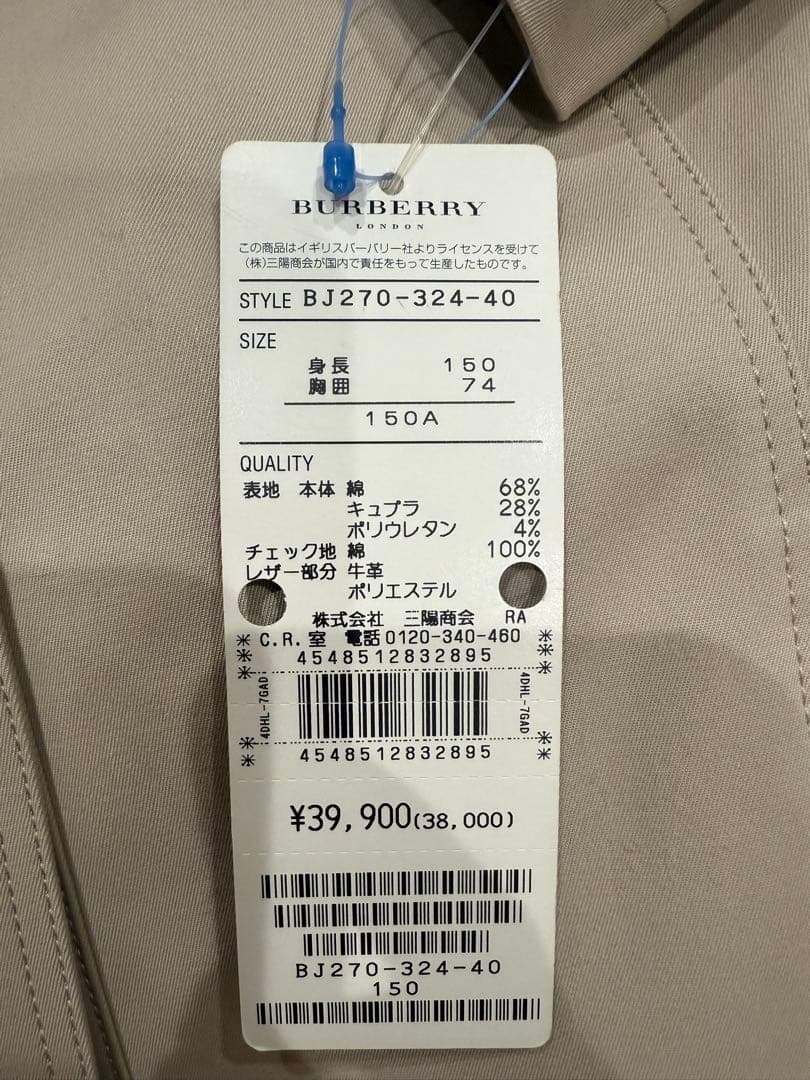 BURBERRY
LONDON
この商品はイギリスバーバリー社よりライセンスを受けて
(株)三陽商会が国内で責任をもって生産したものです。
STYLE BJ270-324-40
SIZE
身長 150
胸囲 74
150A
QUALITY
表地 本体 綿 68%
キュプラ 28%
ポリウレタン 4%
チェック地 綿 100%
レザー部分 牛革
ポリエステル
株式会社 三陽商会 RA
C.R.室 電話0120-340-460
4548512832895
4DHL-7GAD
4DHL-7GAD
4548512832895
¥39,900(38,000)
BJ270-324-40
150